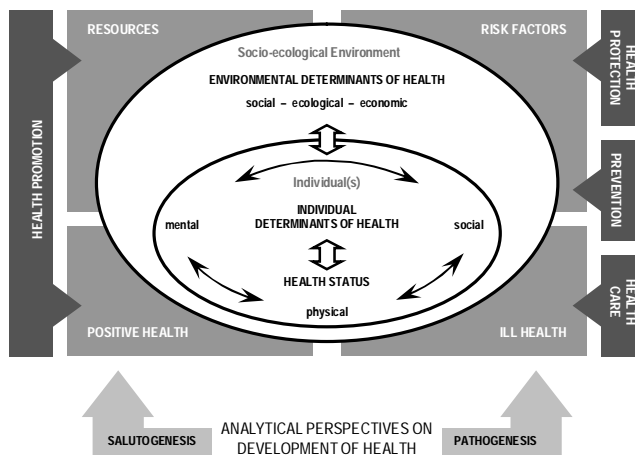 RESOURCES
RISK FACTORS
Socio-ecological Environment
ENVIRONMENTAL DETERMINANTS OF HEALTH
social – ecological – economic
HEALTH PROMOTION
HEALTH
PROTECTION
PREVENTION
HEALTH
CARE
Individual(s)
INDIVIDUAL
DETERMINANTS OF HEALTH
mental
social
HEALTH STATUS
physical
POSITIVE HEALTH
ILL HEALTH
SALUTOGENESIS
ANALYTICAL PERSPECTIVES ON
DEVELOPMENT OF HEALTH
PATHOGENESIS